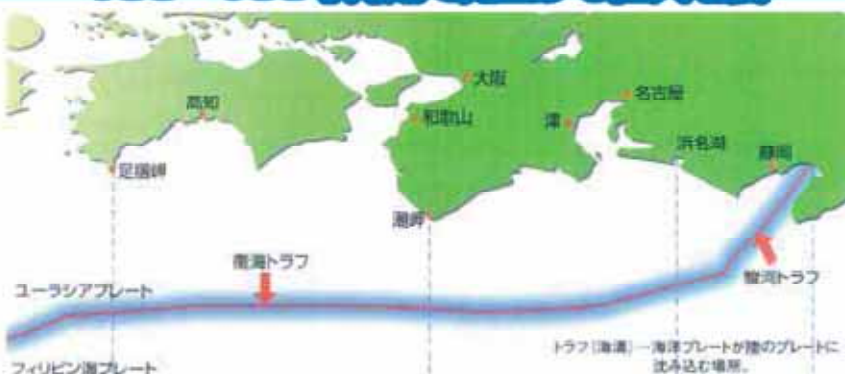 大阪
名古屋
高知
和歌山
津
浜名湖
静岡
足摺岬
潮岬
南海トラフ
駿河トラフ
ユーラシアプレート
トラフ(海溝)―海洋プレートが陸のプレートに
沈み込む場所。
フィリピン海プレート